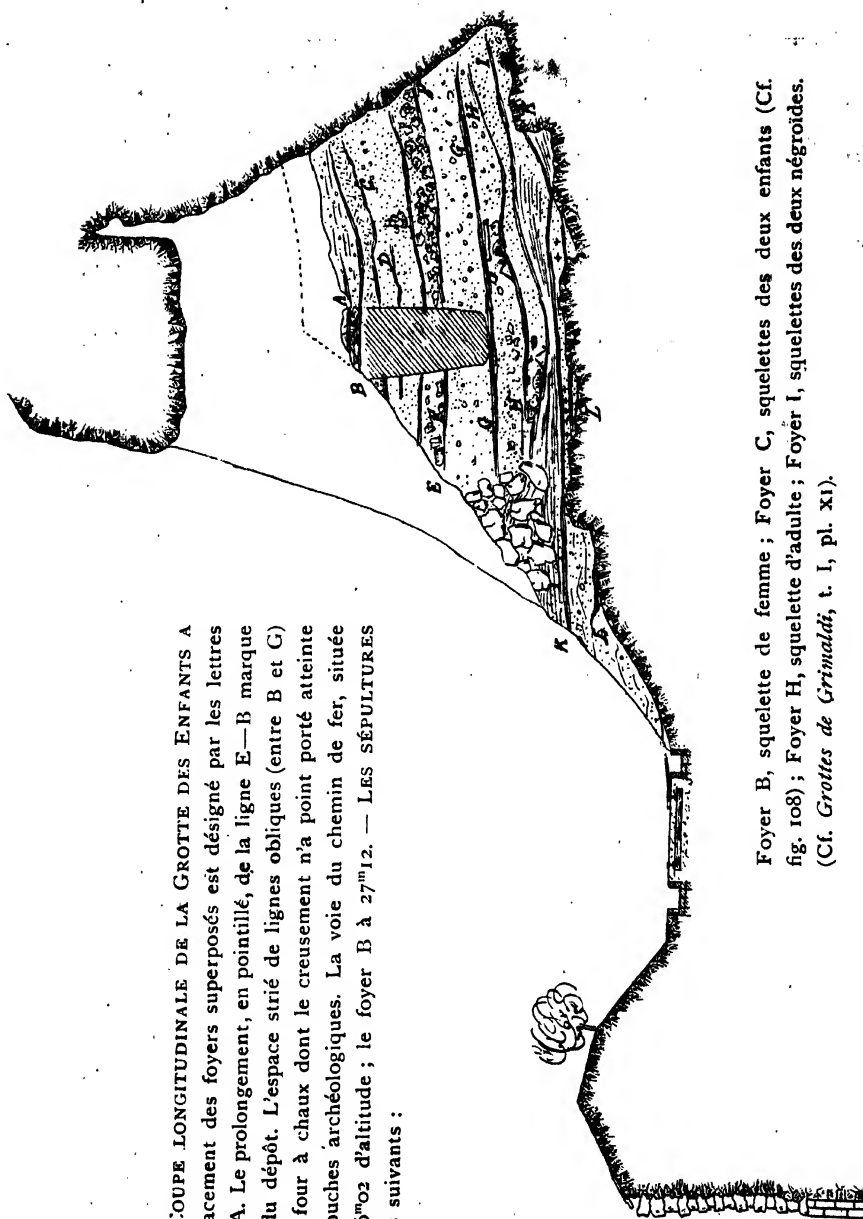 COUPE LONGITUDINALE DE LA GROTTE DES ENFANTS A
acement des foyers superposés est désigné par les lettres
A. Le prolongement, en pointillé, de la ligne E—B marque
du dépôt. L'espace strié de lignes obliques (entre B et G)
four à chaux dont le creusement n'a point porté atteinte
ouches archéologiques. La voie du chemin de fer, située
m02 d'altitude ; le foyer B à 27m12. — LES SÉPULTURES
suivants :
A
B
C
D
E
G
G
H
H
I
K
L
Foyer B, squelette de femme ; Foyer C, squelettes des deux enfants (Cf.
fig. 108) ; Foyer H, squelette d'adulte ; Foyer I, squelettes des deux négroïdes.
(Cf. Grottes de Grimaldi, t. I, pl. XI).